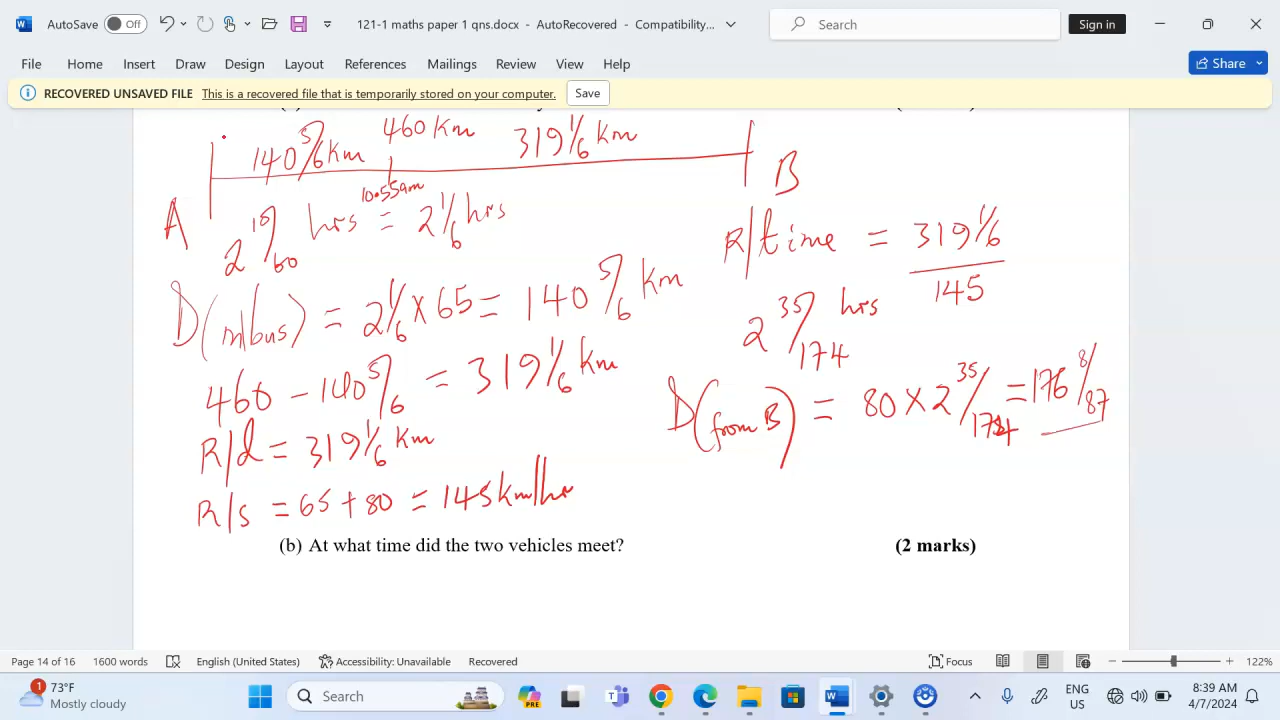 AutoSave Off 121-1 maths paper 1 qns.docx - AutoRecovered - Compatibility... Search Sign in
File Home Insert Draw Design Layout References Mailings Review View Help Share
RECOVERED UNSAVED FILE This is a recovered file that is temporarily stored on your computer. Save
140 5/6 km 460 km 319 1/6 km
10.55am
A B
2 10/60 hrs = 2 1/6 hrs
D(m/bus) = 2 1/6 × 65 = 140 5/6 km
460 - 140 5/6 = 319 1/6 km
R/d = 319 1/6 km
R/s = 65 + 80 = 145 km/hr
R/time = 319 1/6 / 145
2 35/174 hrs
D(from B) = 80 × 2 35/174 = 176 8/87
(b) At what time did the two vehicles meet? (2 marks)
Page 14 of 16 1600 words English (United States) Accessibility: Unavailable Recovered Focus 122%
1 73°F Mostly cloudy Search PRE ENG US 8:39 AM 4/7/2024